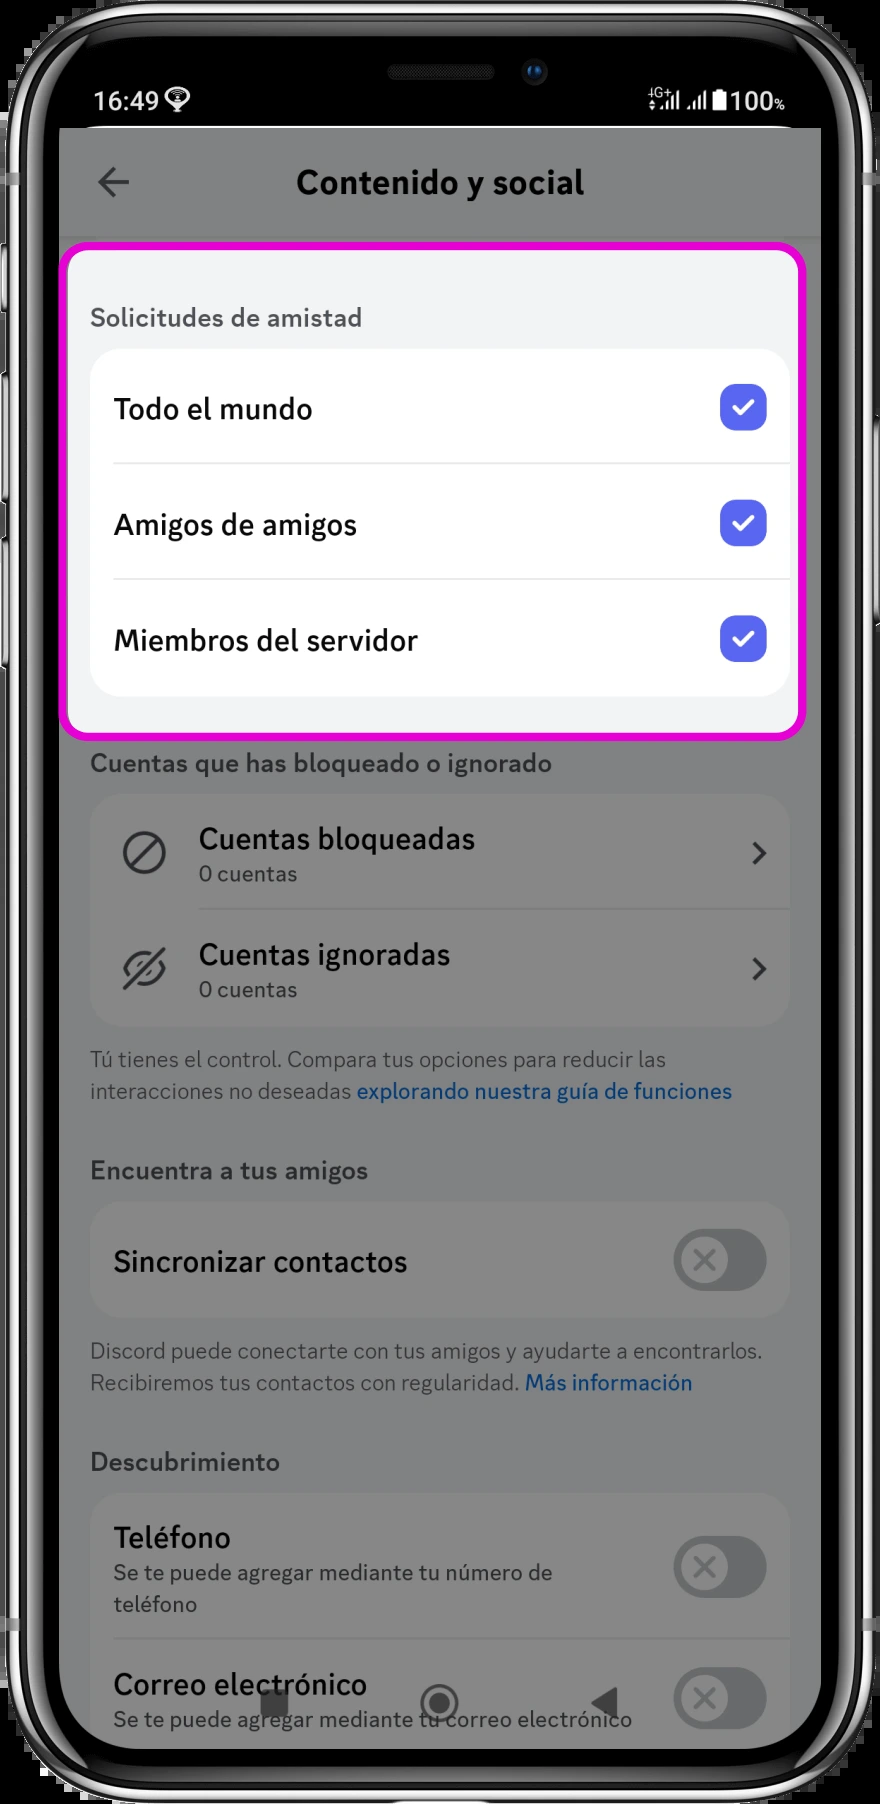 16:49 4G+ 100%
Contenido y social
Solicitudes de amistad
Todo el mundo
Amigos de amigos
Miembros del servidor
Cuentas que has bloqueado o ignorado
Cuentas bloqueadas
0 cuentas
Cuentas ignoradas
0 cuentas
Tú tienes el control. Compara tus opciones para reducir las
interacciones no deseadas explorando nuestra guía de funciones
Encuentra a tus amigos
Sincronizar contactos
Discord puede conectarte con tus amigos y ayudarte a encontrarlos.
Recibiremos tus contactos con regularidad. Más información
Descubrimiento
Teléfono
Se te puede agregar mediante tu número de
teléfono
Correo electrónico
Se te puede agregar mediante tu correo electrónico